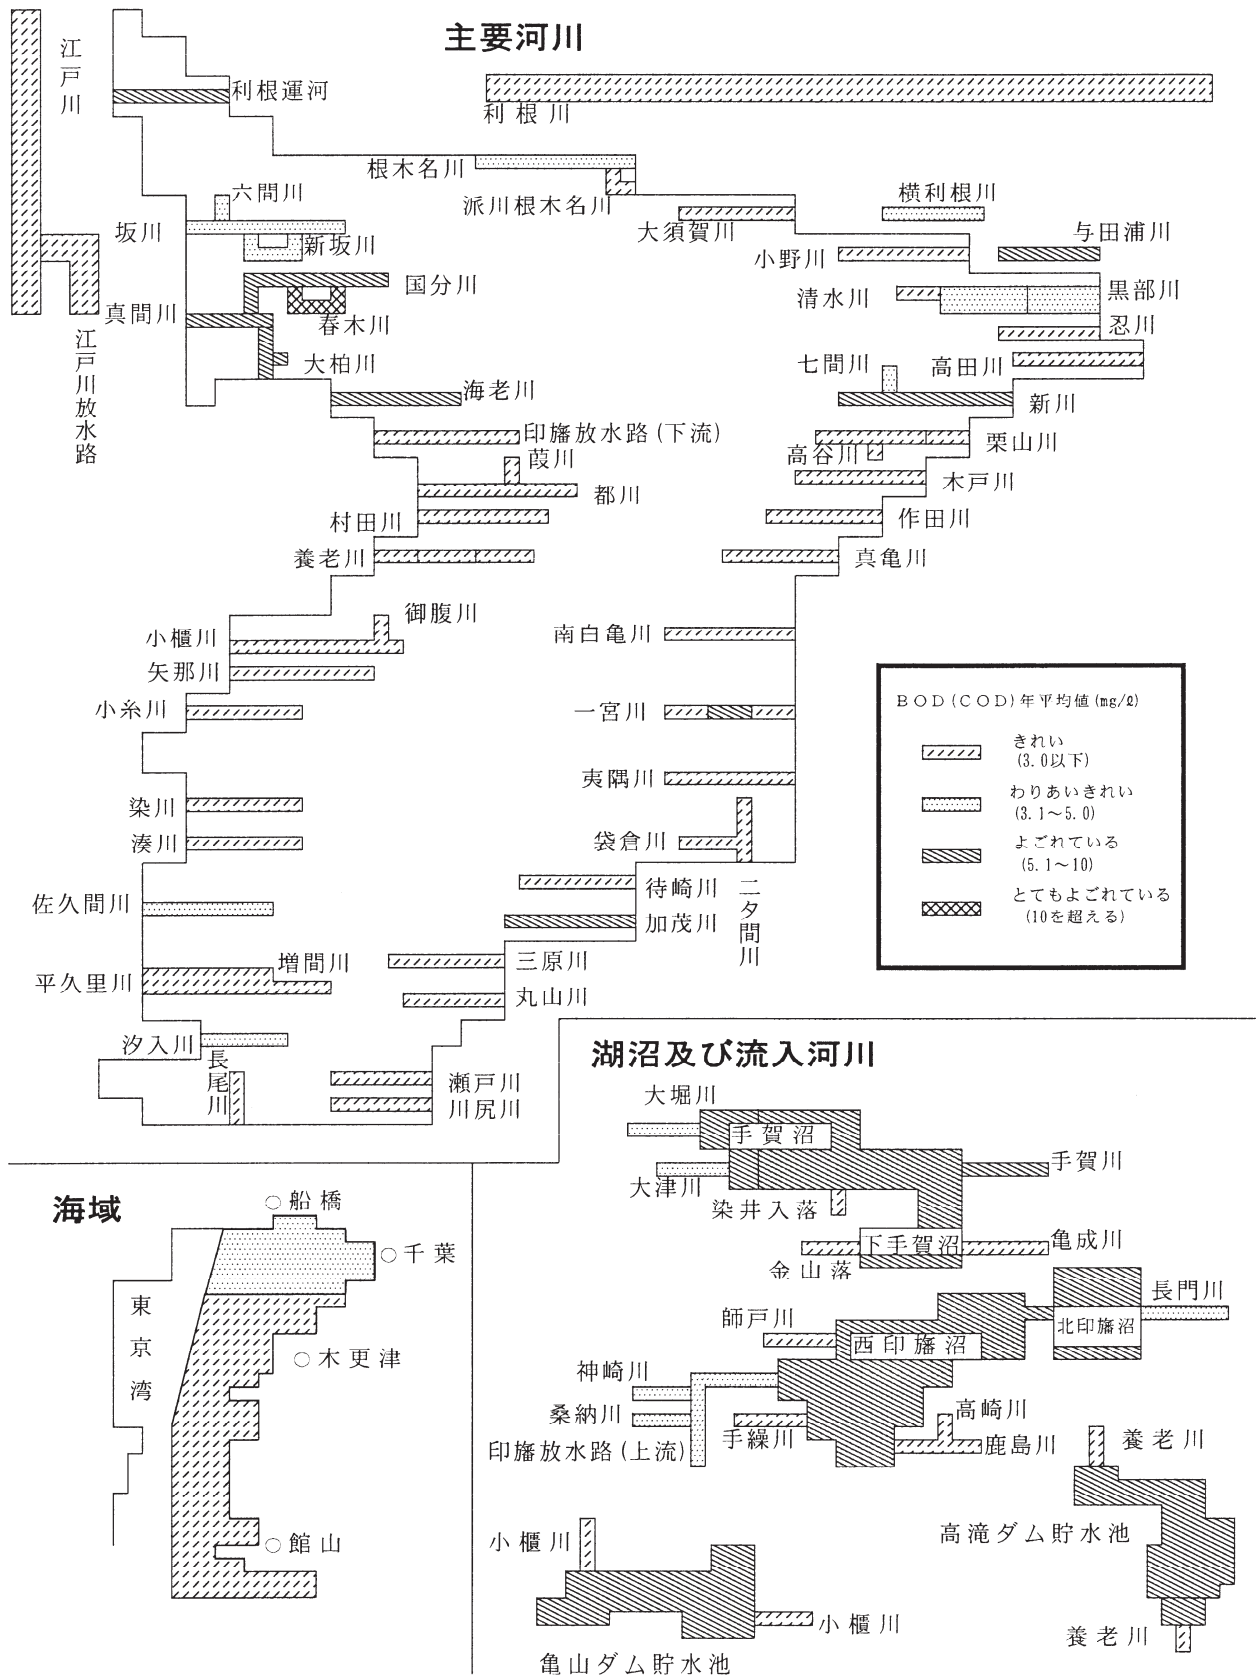 主要河川
江戸川
利根運河
利根川
根木名川
派川根木名川
六間川
坂川
新坂川
大須賀川
横利根川
小野川
与田浦川
国分川
清水川
黒部川
真間川
春木川
忍川
江戸川放水路
大柏川
七間川
高田川
海老川
新川
印旛放水路(下流)
栗山川
高谷川
葭川
都川
木戸川
村田川
作田川
養老川
真亀川
御腹川
小櫃川
南白亀川
矢那川
小糸川
一宮川
夷隅川
染川
湊川
袋倉川
待崎川
二夕間川
佐久間川
加茂川
増間川
三原川
平久里川
丸山川
汐入川
長尾川
瀬戸川
川尻川
BOD(COD)年平均値(mg/ℓ)
きれい
(3.0以下)
わりあいきれい
(3.1～5.0)
よごれている
(5.1～10)
とてもよごれている
(10を超える)
湖沼及び流入河川
大堀川
手賀沼
手賀川
大津川
染井入落
下手賀沼
亀成川
金山落
長門川
師戸川
北印旛沼
西印旛沼
神崎川
桑納川
高崎川
手繰川
鹿島川
印旛放水路(上流)
養老川
高滝ダム貯水池
養老川
小櫃川
小櫃川
亀山ダム貯水池
海域
○船橋
○千葉
東京湾
○木更津
○館山